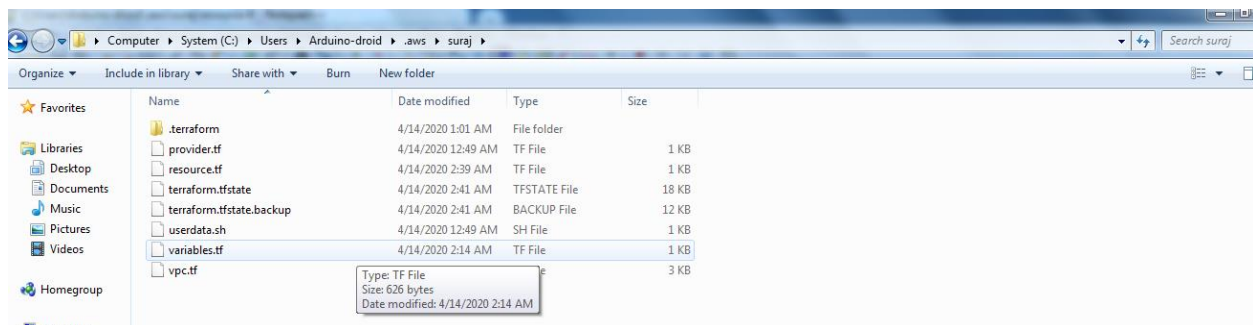 Computer ▸ System (C:) ▸ Users ▸ Arduino-droid ▸ .aws ▸ suraj ▸ Search suraj
Organize Include in library Share with Burn New folder
Favorites
Libraries
Desktop
Documents
Music
Pictures
Videos
Homegroup
Name Date modified Type Size
.terraform 4/14/2020 1:01 AM File folder
provider.tf 4/14/2020 12:49 AM TF File 1 KB
resource.tf 4/14/2020 2:39 AM TF File 1 KB
terraform.tfstate 4/14/2020 2:41 AM TFSTATE File 18 KB
terraform.tfstate.backup 4/14/2020 2:41 AM BACKUP File 12 KB
userdata.sh 4/14/2020 12:49 AM SH File 1 KB
variables.tf 4/14/2020 2:14 AM TF File 1 KB
vpc.tf 3 KB
Type: TF File
Size: 626 bytes
Date modified: 4/14/2020 2:14 AM